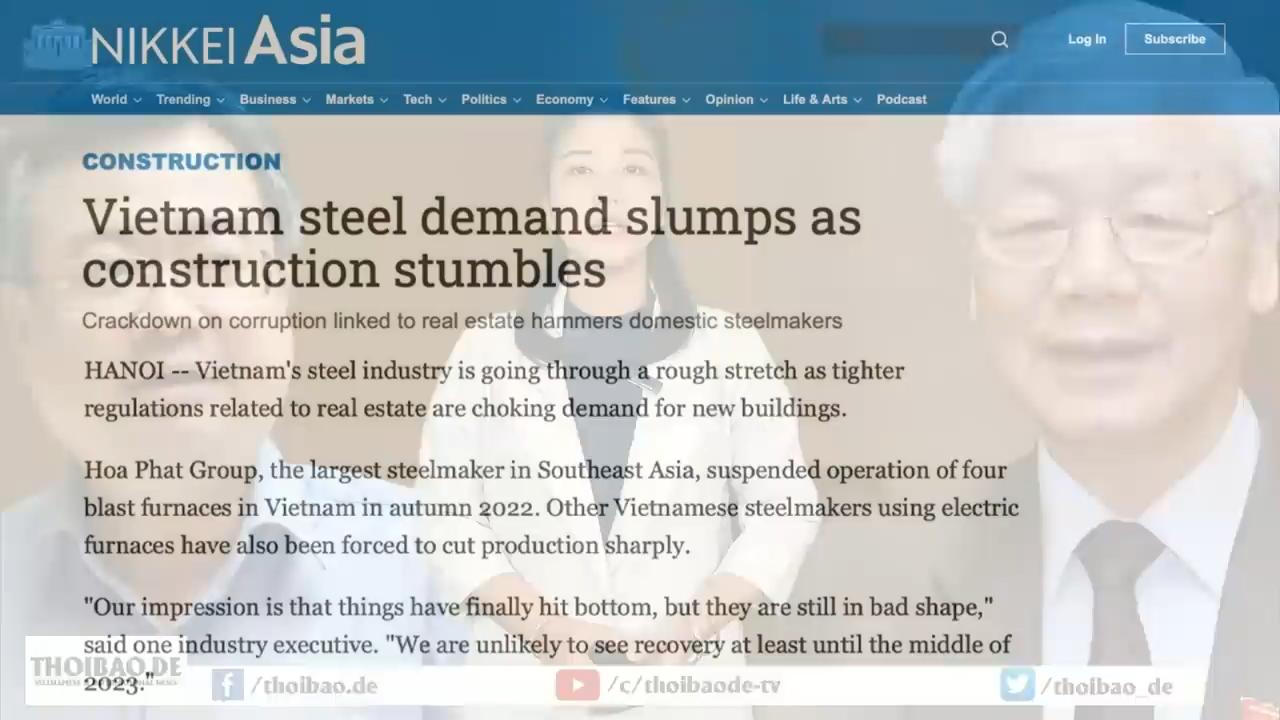 NIKKEI Asia
Log In
Subscribe
World Trending Business Markets Tech Politics Economy Features Opinion Life & Arts Podcast
CONSTRUCTION
Vietnam steel demand slumps as
construction stumbles
Crackdown on corruption linked to real estate hammers domestic steelmakers
HANOI -- Vietnam's steel industry is going through a rough stretch as tighter
regulations related to real estate are choking demand for new buildings.
Hoa Phat Group, the largest steelmaker in Southeast Asia, suspended operation of four
blast furnaces in Vietnam in autumn 2022. Other Vietnamese steelmakers using electric
furnaces have also been forced to cut production sharply.
"Our impression is that things have finally hit bottom, but they are still in bad shape,"
said one industry executive. "We are unlikely to see recovery at least until the middle of
2023."
THOIBAO.DE
/thoibao.de
/c/thoibaode-tv
/thoibao_de